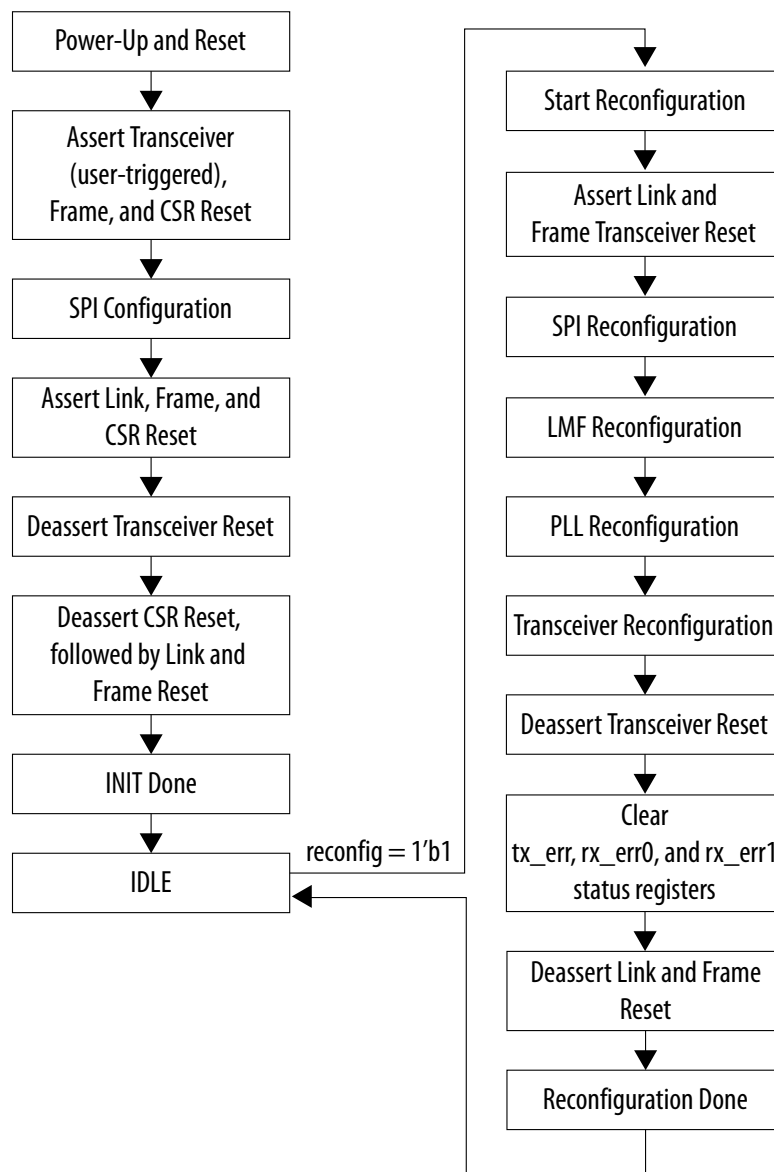 Power-Up and Reset
Assert Transceiver
(user-triggered),
Frame, and CSR Reset
SPI Configuration
Assert Link, Frame, and
CSR Reset
Deassert Transceiver Reset
Deassert CSR Reset,
followed by Link and
Frame Reset
INIT Done
IDLE
reconfig = 1'b1
Start Reconfiguration
Assert Link and
Frame Transceiver Reset
SPI Reconfiguration
LMF Reconfiguration
PLL Reconfiguration
Transceiver Reconfiguration
Deassert Transceiver Reset
Clear
tx_err, rx_err0, and rx_err1
status registers
Deassert Link and Frame
Reset
Reconfiguration Done